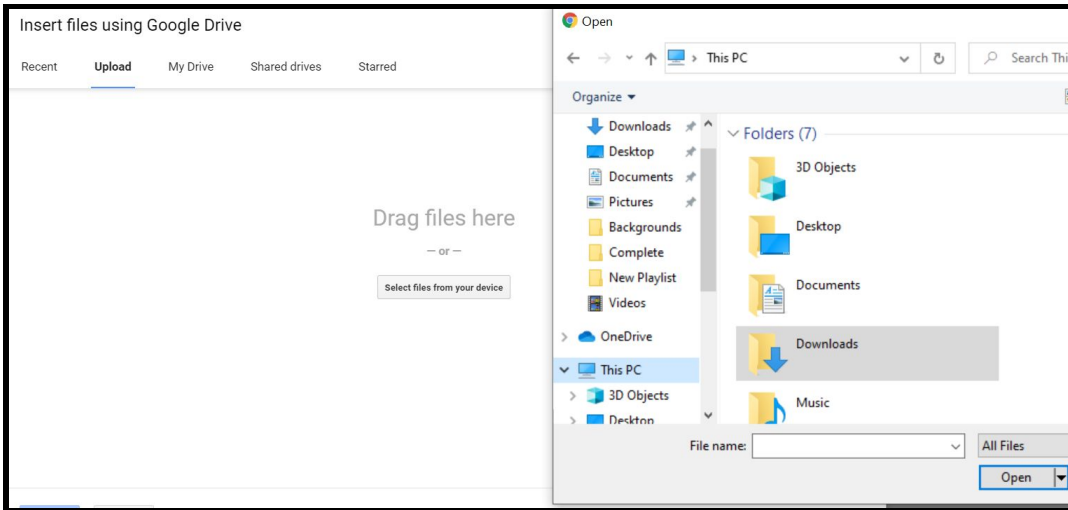 Insert files using Google Drive
Recent Upload My Drive Shared drives Starred
Drag files here
— or —
Select files from your device
Open
This PC
Search Thi
Organize
Downloads
Desktop
Documents
Pictures
Backgrounds
Complete
New Playlist
Videos
OneDrive
This PC
3D Objects
Desktop
Folders (7)
3D Objects
Desktop
Documents
Downloads
Music
File name:
All Files
Open